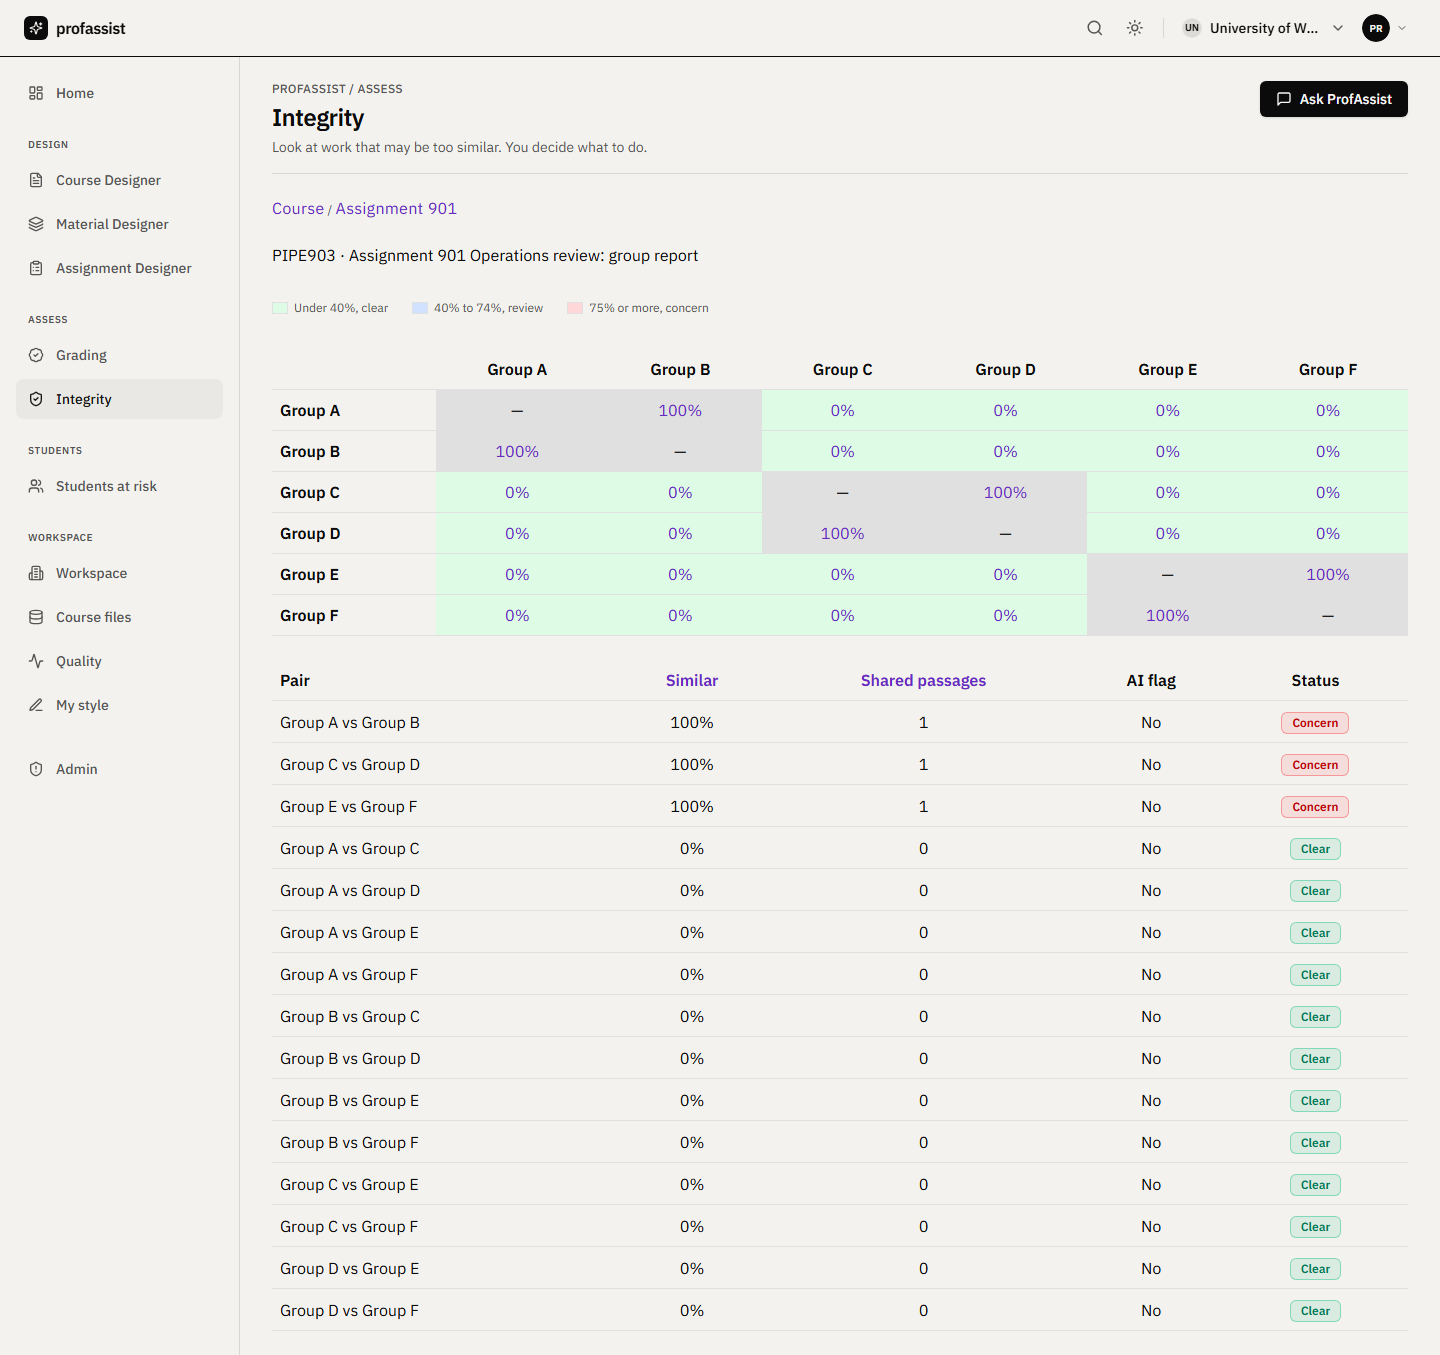 profassist
UN University of W... PR
Home
DESIGN
Course Designer
Material Designer
Assignment Designer
ASSESS
Grading
Integrity
STUDENTS
Students at risk
WORKSPACE
Workspace
Course files
Quality
My style
Admin
PROFASSIST / ASSESS
Integrity
Look at work that may be too similar. You decide what to do.
Ask ProfAssist
Course / Assignment 901
PIPE903 · Assignment 901 Operations review: group report
Under 40%, clear 40% to 74%, review 75% or more, concern
Group A Group B Group C Group D Group E Group F
Group A — 100% 0% 0% 0% 0%
Group B 100% — 0% 0% 0% 0%
Group C 0% 0% — 100% 0% 0%
Group D 0% 0% 100% — 0% 0%
Group E 0% 0% 0% 0% — 100%
Group F 0% 0% 0% 0% 100% —
Pair Similar Shared passages AI flag Status
Group A vs Group B 100% 1 No Concern
Group C vs Group D 100% 1 No Concern
Group E vs Group F 100% 1 No Concern
Group A vs Group C 0% 0 No Clear
Group A vs Group D 0% 0 No Clear
Group A vs Group E 0% 0 No Clear
Group A vs Group F 0% 0 No Clear
Group B vs Group C 0% 0 No Clear
Group B vs Group D 0% 0 No Clear
Group B vs Group E 0% 0 No Clear
Group B vs Group F 0% 0 No Clear
Group C vs Group E 0% 0 No Clear
Group C vs Group F 0% 0 No Clear
Group D vs Group E 0% 0 No Clear
Group D vs Group F 0% 0 No Clear